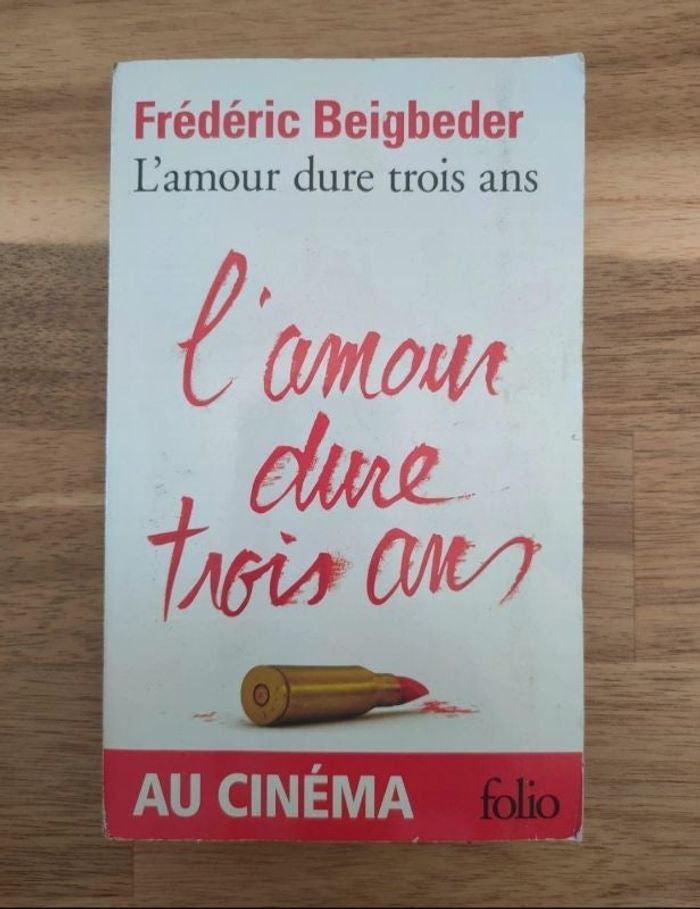 Frédéric Beigbeder
L'amour dure trois ans
l'amour
dure
trois ans
AU CINÉMA folio